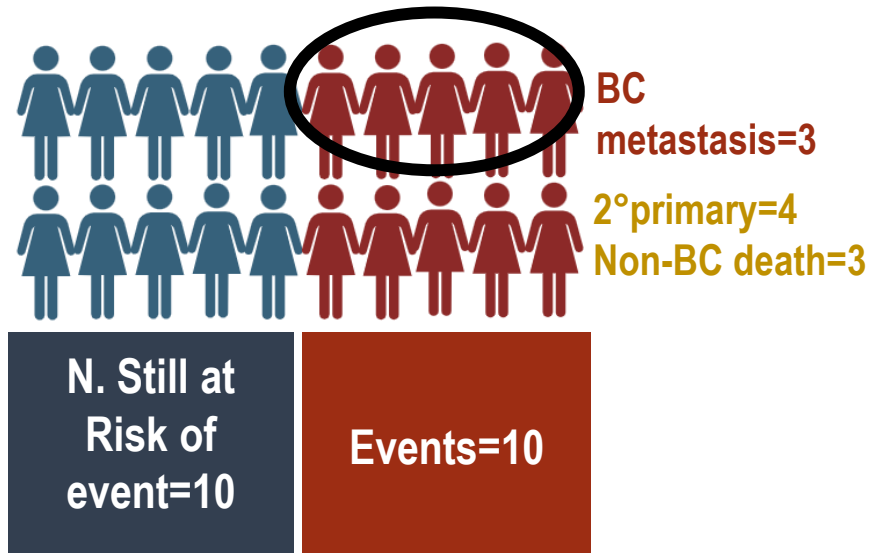 BC
metastasis=3
2°primary=4
Non-BC death=3
N. Still at
Risk of
event=10
Events=10